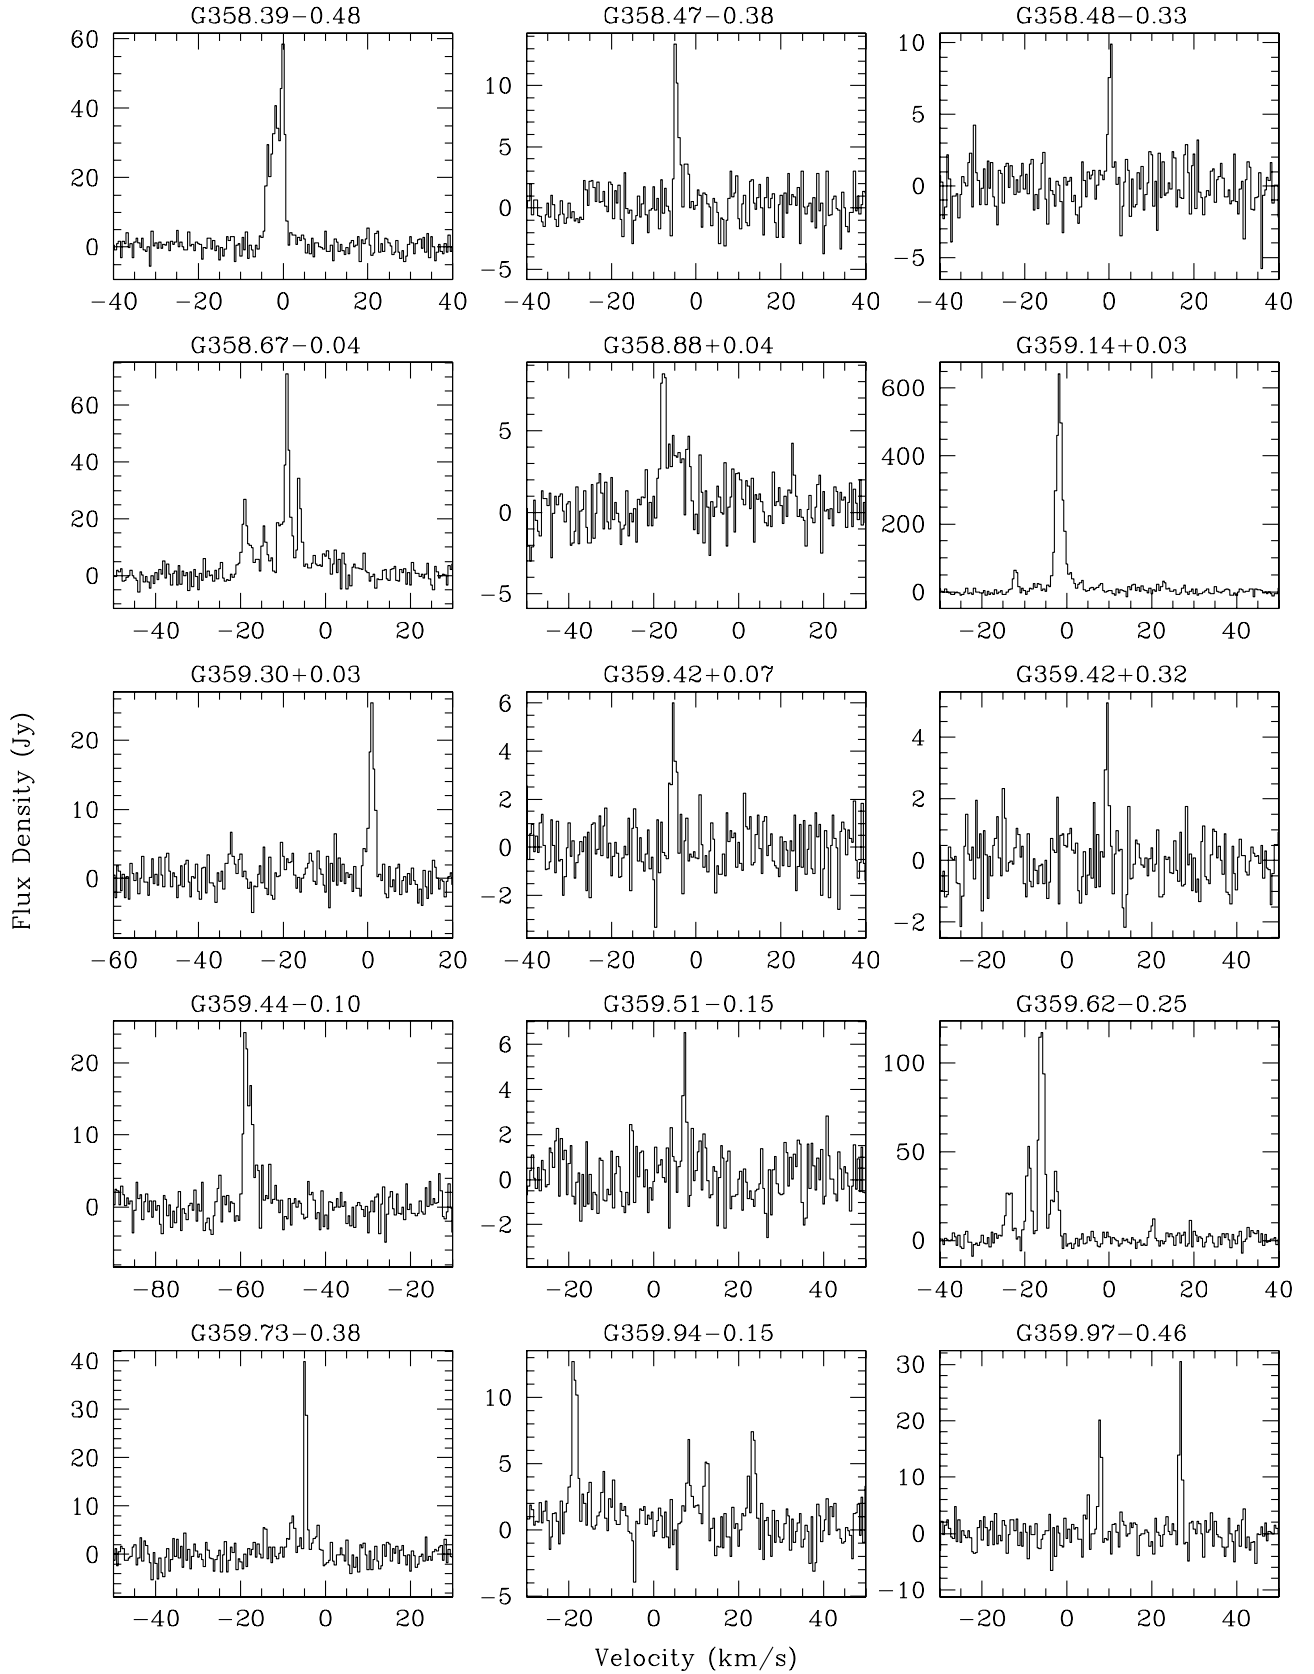 G358.39−0.48 G358.47−0.38 G358.48−0.33
60 40 20 0
10 5 0 −5
10 5 0 −5
−40 −20 0 20 40 −40 −20 0 20 40 −40 −20 0 20 40
G358.67−0.04 G358.88+0.04 G359.14+0.03
60 40 20 0
5 0 −5
600 400 200 0
−40 −20 0 20 −40 −20 0 20 −20 0 20 40
G359.30+0.03 G359.42+0.07 G359.42+0.32
20 10 0
6 4 2 0 −2
4 2 0 −2
−60 −40 −20 0 20 −40 −20 0 20 40 −20 0 20 40
Flux Density (Jy)
G359.44−0.10 G359.51−0.15 G359.62−0.25
20 10 0
6 4 2 0 −2
100 50 0
−80 −60 −40 −20 −20 0 20 40 −40 −20 0 20 40
G359.73−0.38 G359.94−0.15 G359.97−0.46
40 30 20 10 0
10 5 0 −5
30 20 10 0 −10
−40 −20 0 20 −20 0 20 40 −20 0 20 40
Velocity (km/s)